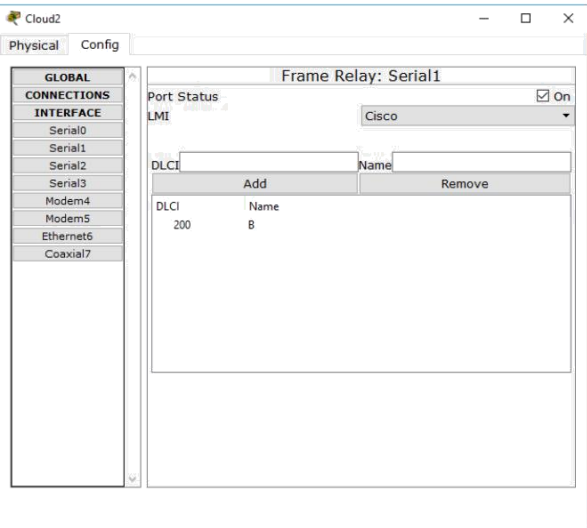 Cloud2
Physical Config
GLOBAL
CONNECTIONS
INTERFACE
Serial0
Serial1
Serial2
Serial3
Modem4
Modem5
Ethernet6
Coaxial7
Frame Relay: Serial1
Port Status On
LMI Cisco
DLCI Name
Add Remove
DLCI Name
200 B